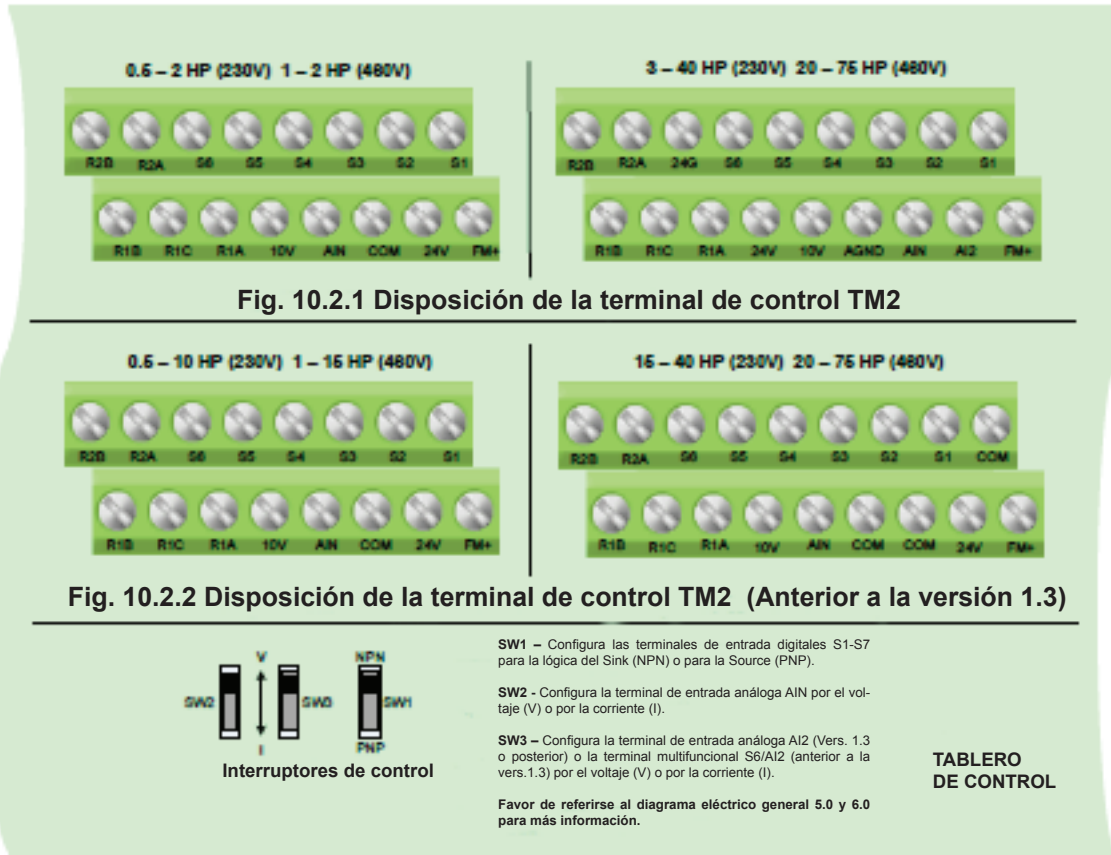 0.5 – 2 HP (230V) 1 – 2 HP (460V)
R2B R2A S6 S5 S4 S3 S2 S1
R1B R1C R1A 10V AIN COM 24V FM+
3 – 40 HP (230V) 20 – 75 HP (460V)
R2B R2A 24G S6 S5 S4 S3 S2 S1
R1B R1C R1A 24V 10V AGND AIN AI2 FM+
Fig. 10.2.1 Disposición de la terminal de control TM2
0.5 – 10 HP (230V) 1 – 15 HP (460V)
R2B R2A S6 S5 S4 S3 S2 S1
R1B R1C R1A 10V AIN COM 24V FM+
15 – 40 HP (230V) 20 – 75 HP (460V)
R2B R2A S6 S5 S4 S3 S2 S1 COM
R1B R1C R1A 10V AIN COM COM 24V FM+
Fig. 10.2.2 Disposición de la terminal de control TM2 (Anterior a la versión 1.3)
V NPN
SW2 SW3 SW1
I PNP
Interruptores de control
SW1 – Configura las terminales de entrada digitales S1-S7
para la lógica del Sink (NPN) o para la Source (PNP).
SW2 - Configura la terminal de entrada análoga AIN por el vol-
taje (V) o por la corriente (I).
SW3 – Configura la terminal de entrada análoga AI2 (Vers. 1.3
o posterior) o la terminal multifuncional S6/AI2 (anterior a la
vers.1.3) por el voltaje (V) o por la corriente (I).
Favor de referirse al diagrama eléctrico general 5.0 y 6.0
para más información.
TABLERO
DE CONTROL